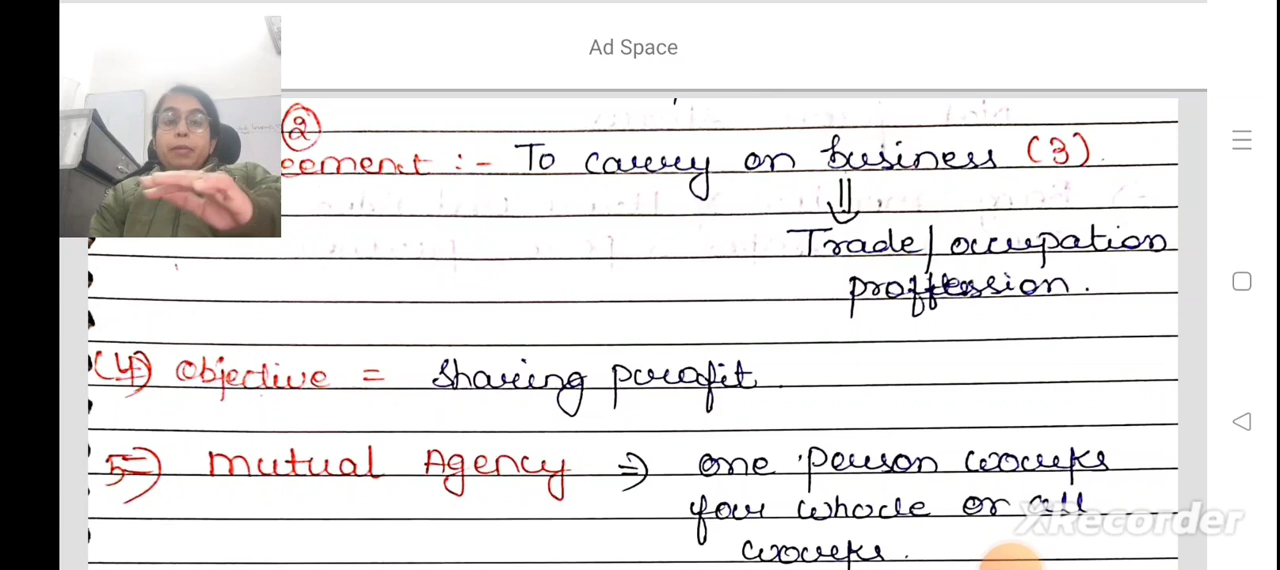 Ad Space
②
eement :- To carry on business (3)
Trade/occupation
proffession.
(4) Objective = Sharing profit
5 => Mutual Agency => one person works
for whole or all
works.
XRecorder